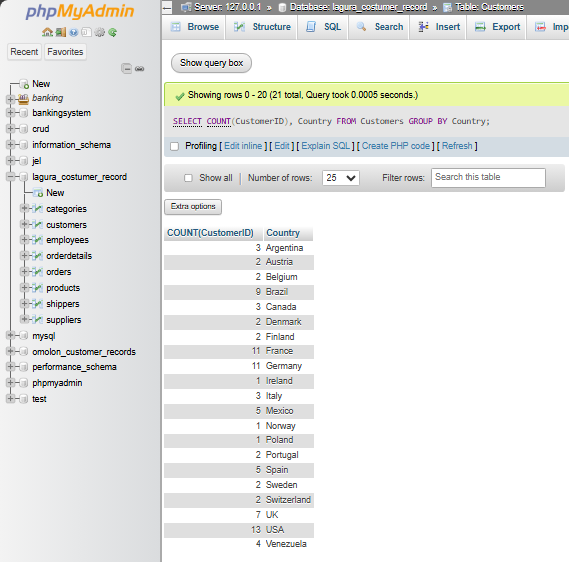 phpMyAdmin
Recent Favorites
New
banking
bankingsystem
crud
information_schema
jel
lagura_costumer_record
New
categories
customers
employees
orderdetails
orders
products
shippers
suppliers
mysql
omolon_customer_records
performance_schema
phpmyadmin
test
Server: 127.0.0.1 » Database: lagura_costumer_record » Table: Customers
Browse Structure SQL Search Insert Export Imp
Show query box
Showing rows 0 - 20 (21 total, Query took 0.0005 seconds.)
SELECT COUNT(CustomerID), Country FROM Customers GROUP BY Country;
Profiling [ Edit inline ] [ Edit ] [ Explain SQL ] [ Create PHP code ] [ Refresh ]
Show all | Number of rows: 25 Filter rows: Search this table
Extra options
COUNT(CustomerID) Country
3 Argentina
2 Austria
2 Belgium
9 Brazil
3 Canada
2 Denmark
2 Finland
11 France
11 Germany
1 Ireland
3 Italy
5 Mexico
1 Norway
1 Poland
2 Portugal
5 Spain
2 Sweden
2 Switzerland
7 UK
13 USA
4 Venezuela